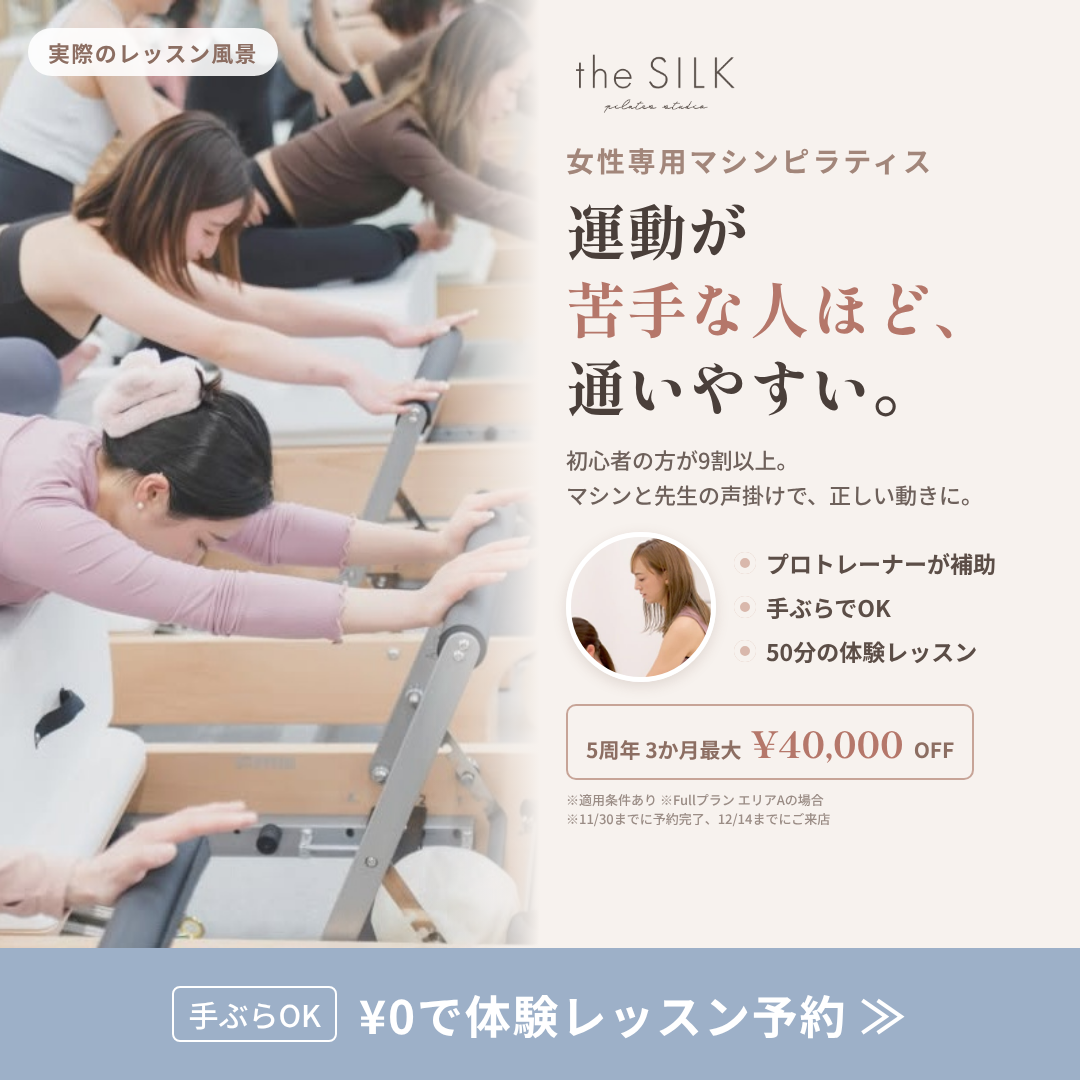 実際のレッスン風景
the SILK
pilates studio
女性専用マシンピラティス
運動が
苦手な人ほど、
通いやすい。
初心者の方が9割以上。
マシンと先生の声掛けで、正しい動きに。
プロトレーナーが補助
手ぶらでOK
50分の体験レッスン
5周年 3か月最大 ¥40,000 OFF
※適用条件あり ※Fullプラン エリアAの場合
※11/30までに予約完了、12/14までにご来店
手ぶらOK ¥0で体験レッスン予約 ≫